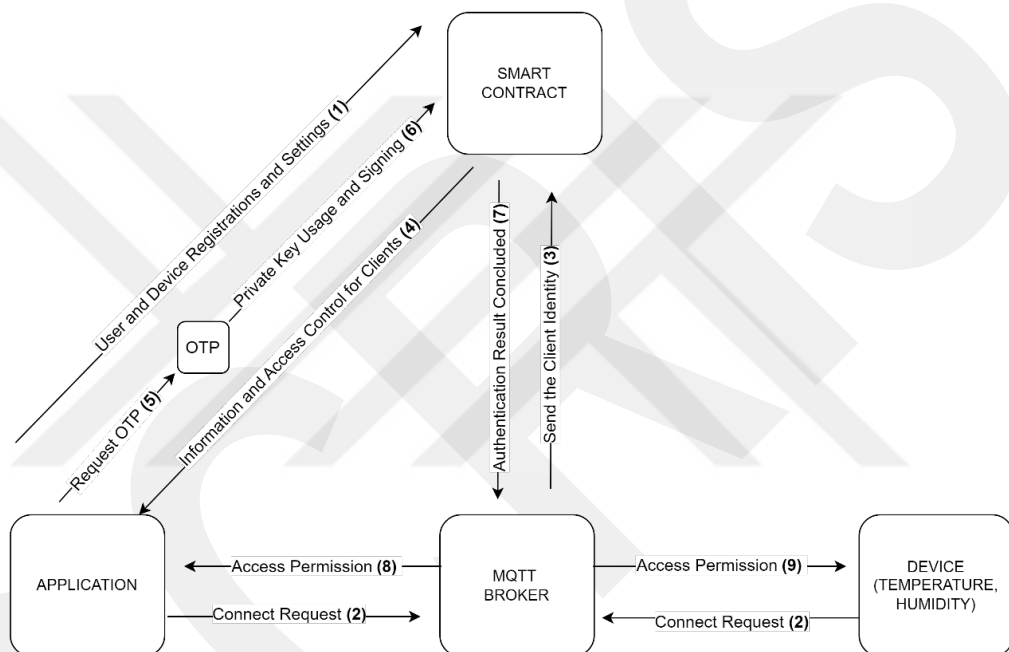 SMART
CONTRACT
User and Device Registrations and Settings (1)
Private Key Usage and Signing (6)
Information and Access Control for Clients (4)
Authentication Result Concluded (7)
Send the Client Identity (3)
OTP
Request OTP (5)
APPLICATION
Access Permission (8)
Connect Request (2)
MQTT
BROKER
Access Permission (9)
Connect Request (2)
DEVICE
(TEMPERATURE,
HUMIDITY)